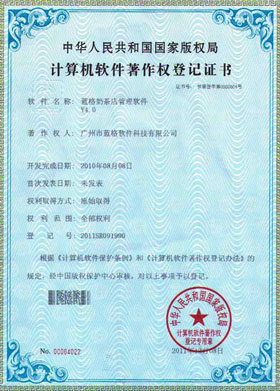 中华人民共和国国家版权局
计算机软件著作权登记证书
软件名称： 蓝格奶茶店管理软件
V4.0
著作权人： 广州市蓝格软件科技有限公司
开发完成日期： 2010年08月08日
首次发表日期： 未发表
权利取得方式： 原始取得
权利范围： 全部权利
登记号： 2011SR091990
根据《计算机软件保护条例》和《计算机软件著作权登记办法》的
规定，经中国版权保护中心审核，对以上事项予以登记。
中华人民共和国国家版权局
计算机软件著作权
登记专用章
No. 00064022